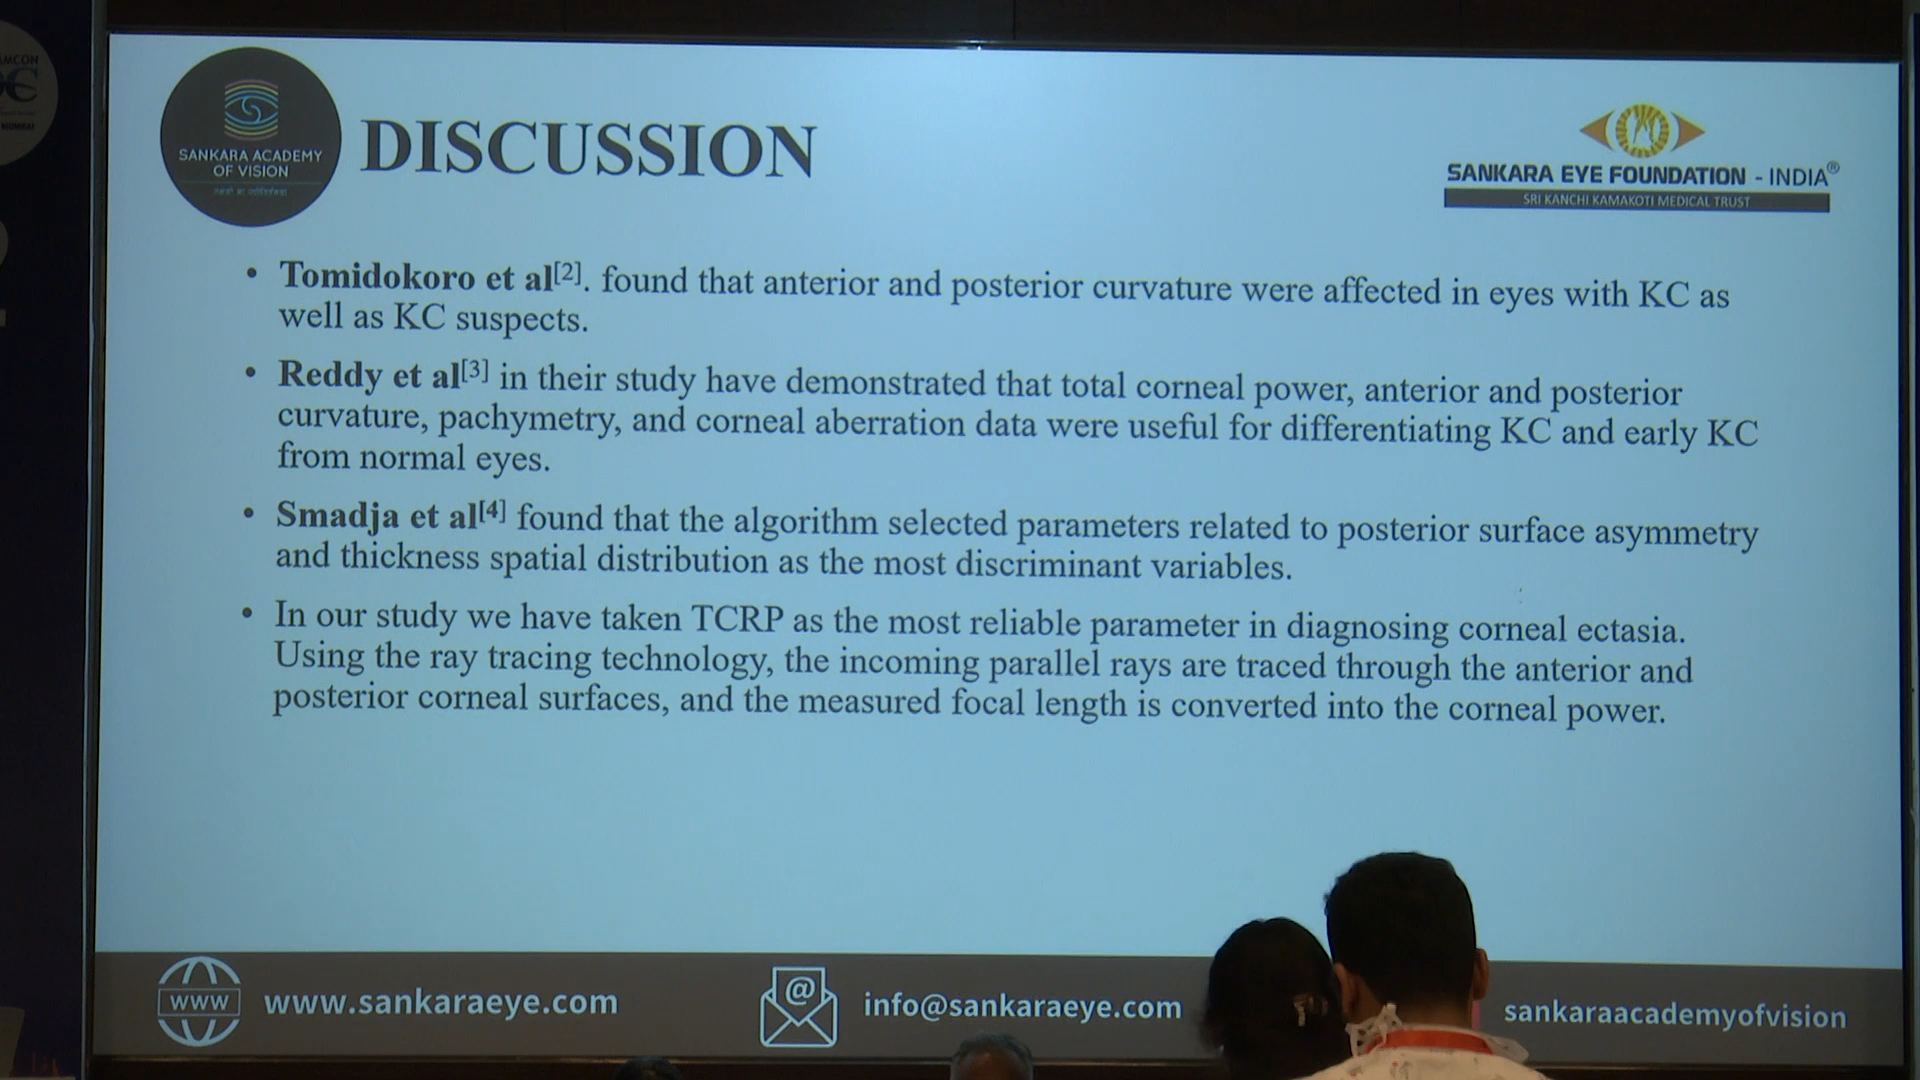 AMCON
MUMBAI
SANKARA ACADEMY
OF VISION
DISCUSSION
SANKARA EYE FOUNDATION - INDIA®
SRI KANCHI KAMAKOTI MEDICAL TRUST
• Tomidokoro et al[2]. found that anterior and posterior curvature were affected in eyes with KC as
well as KC suspects.
• Reddy et al[3] in their study have demonstrated that total corneal power, anterior and posterior
curvature, pachymetry, and corneal aberration data were useful for differentiating KC and early KC
from normal eyes.
• Smadja et al[4] found that the algorithm selected parameters related to posterior surface asymmetry
and thickness spatial distribution as the most discriminant variables.
• In our study we have taken TCRP as the most reliable parameter in diagnosing corneal ectasia.
Using the ray tracing technology, the incoming parallel rays are traced through the anterior and
posterior corneal surfaces, and the measured focal length is converted into the corneal power.
www www.sankaraeye.com
@ info@sankaraeye.com
sankaraacademyofvision